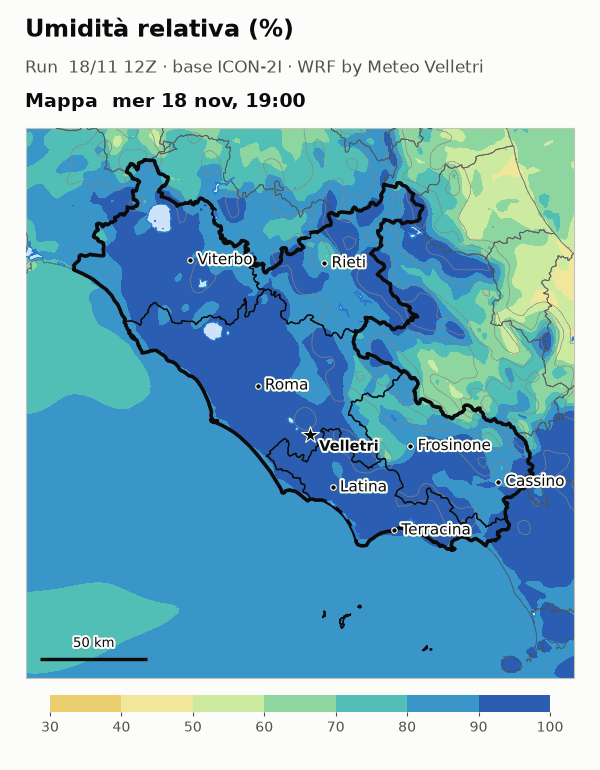 Umidità relativa (%)
Run  18/11 12Z · base ICON-2I · WRF by Meteo Velletri
Mappa  mer 18 nov, 19:00
Viterbo
Rieti
Roma
Velletri
Frosinone
Latina
Cassino
Terracina
50 km
30 40 50 60 70 80 90 100